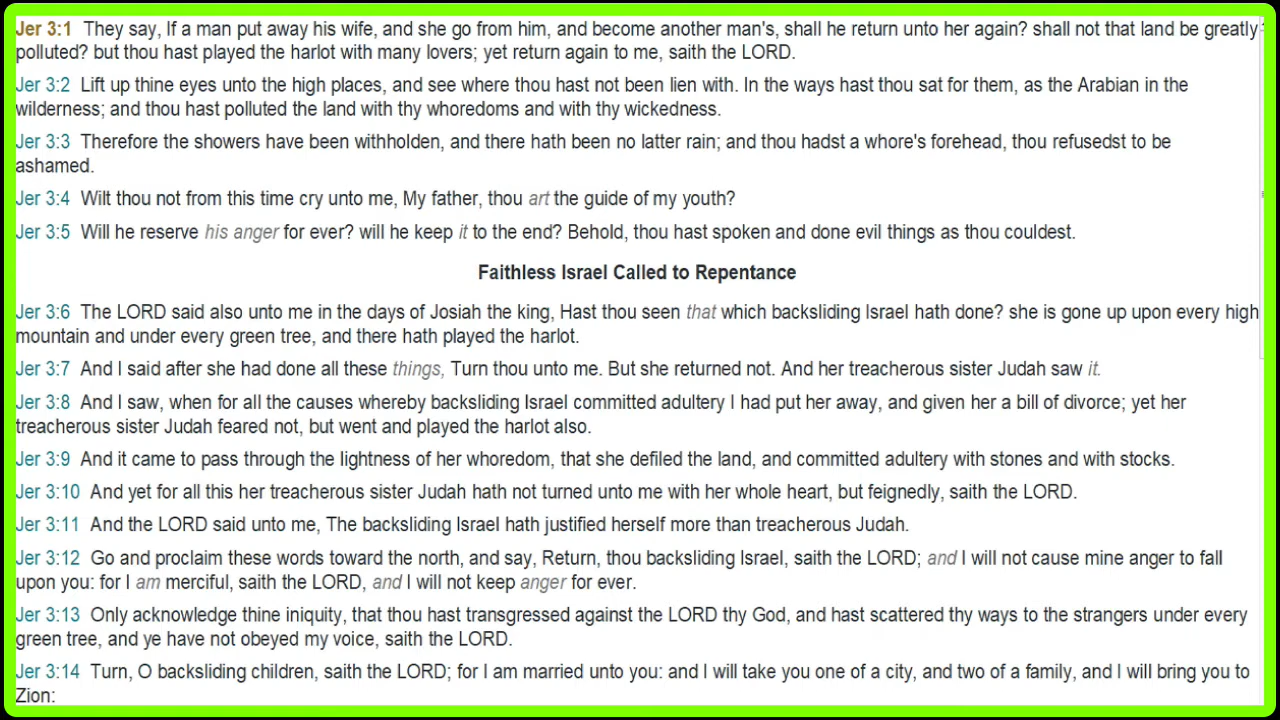 Jer 3:1 They say, If a man put away his wife, and she go from him, and become another man's, shall he return unto her again? shall not that land be greatly
polluted? but thou hast played the harlot with many lovers; yet return again to me, saith the LORD.
Jer 3:2 Lift up thine eyes unto the high places, and see where thou hast not been lien with. In the ways hast thou sat for them, as the Arabian in the
wilderness; and thou hast polluted the land with thy whoredoms and with thy wickedness.
Jer 3:3 Therefore the showers have been withholden, and there hath been no latter rain; and thou hadst a whore's forehead, thou refusedst to be
ashamed.
Jer 3:4 Wilt thou not from this time cry unto me, My father, thou art the guide of my youth?
Jer 3:5 Will he reserve his anger for ever? will he keep it to the end? Behold, thou hast spoken and done evil things as thou couldest.
Faithless Israel Called to Repentance
Jer 3:6 The LORD said also unto me in the days of Josiah the king, Hast thou seen that which backsliding Israel hath done? she is gone up upon every high
mountain and under every green tree, and there hath played the harlot.
Jer 3:7 And I said after she had done all these things, Turn thou unto me. But she returned not. And her treacherous sister Judah saw it.
Jer 3:8 And I saw, when for all the causes whereby backsliding Israel committed adultery I had put her away, and given her a bill of divorce; yet her
treacherous sister Judah feared not, but went and played the harlot also.
Jer 3:9 And it came to pass through the lightness of her whoredom, that she defiled the land, and committed adultery with stones and with stocks.
Jer 3:10 And yet for all this her treacherous sister Judah hath not turned unto me with her whole heart, but feignedly, saith the LORD.
Jer 3:11 And the LORD said unto me, The backsliding Israel hath justified herself more than treacherous Judah.
Jer 3:12 Go and proclaim these words toward the north, and say, Return, thou backsliding Israel, saith the LORD; and I will not cause mine anger to fall
upon you: for I am merciful, saith the LORD, and I will not keep anger for ever.
Jer 3:13 Only acknowledge thine iniquity, that thou hast transgressed against the LORD thy God, and hast scattered thy ways to the strangers under every
green tree, and ye have not obeyed my voice, saith the LORD.
Jer 3:14 Turn, O backsliding children, saith the LORD; for I am married unto you: and I will take you one of a city, and two of a family, and I will bring you to
Zion: